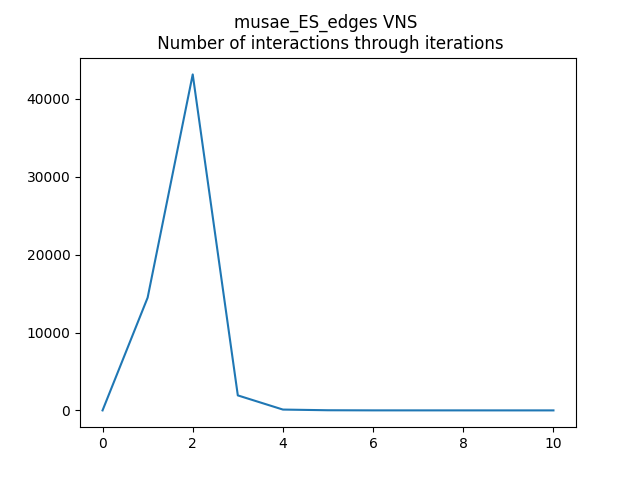 musae_ES_edges VNS
Number of interactions through iterations
40000
30000
20000
10000
0
0 2 4 6 8 10